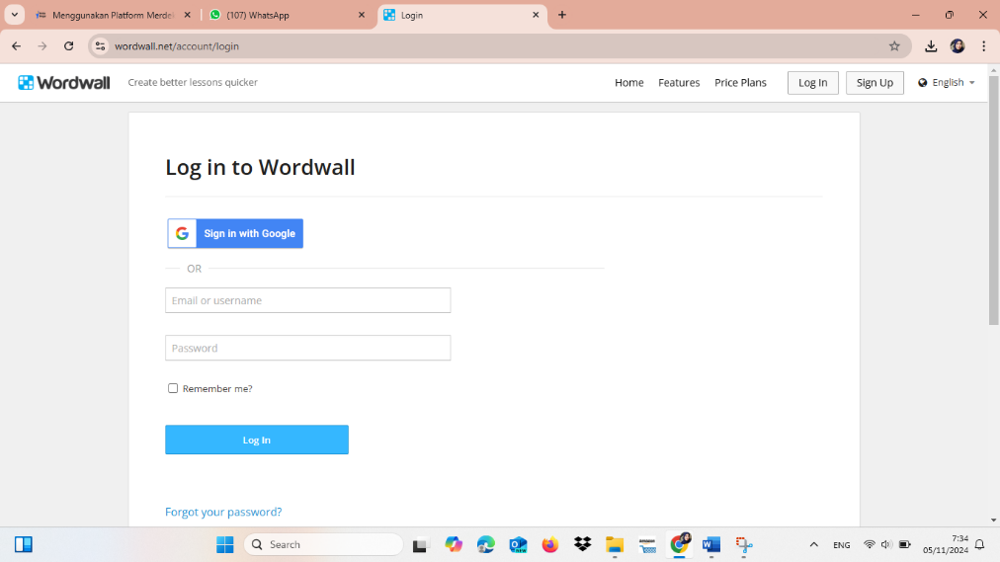 Menggunakan Platform Merde
(107) WhatsApp
Login
wordwall.net/account/login
Wordwall
Create better lessons quicker
Home
Features
Price Plans
Log In
Sign Up
English
Log in to Wordwall
Sign in with Google
OR
Email or username
Password
Remember me?
Log In
Forgot your password?
Search
ENG
7:34
05/11/2024